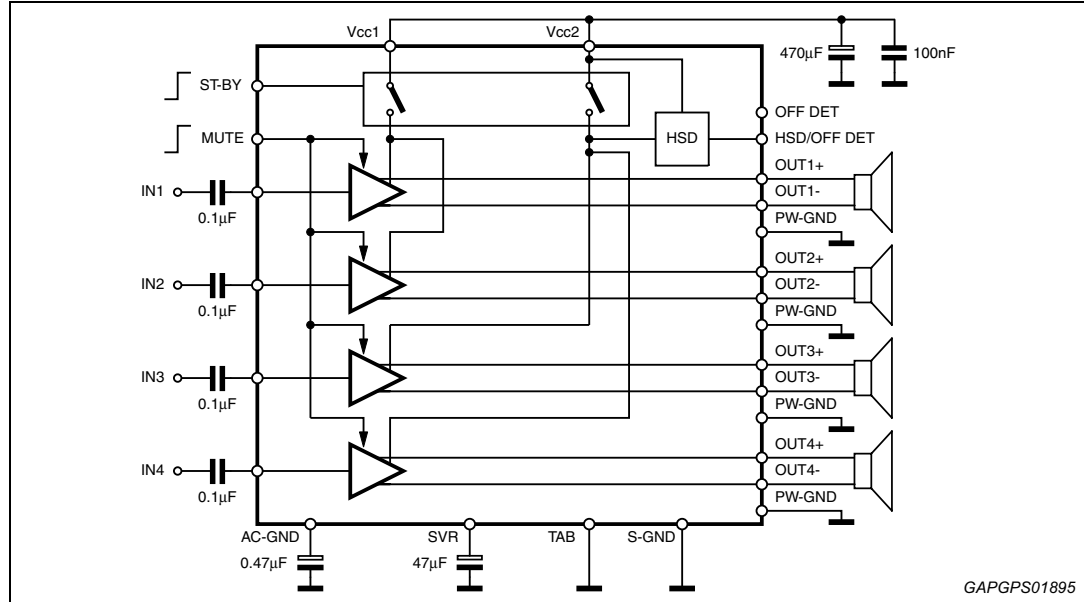 Vcc1
Vcc2
470µF
100nF
ST-BY
OFF DET
MUTE
HSD
HSD/OFF DET
OUT1+
IN1
OUT1-
0.1µF
PW-GND
OUT2+
IN2
OUT2-
0.1µF
PW-GND
OUT3+
IN3
OUT3-
0.1µF
PW-GND
OUT4+
IN4
OUT4-
0.1µF
PW-GND
AC-GND
SVR
TAB
S-GND
0.47µF
47µF
GAPGPS01895